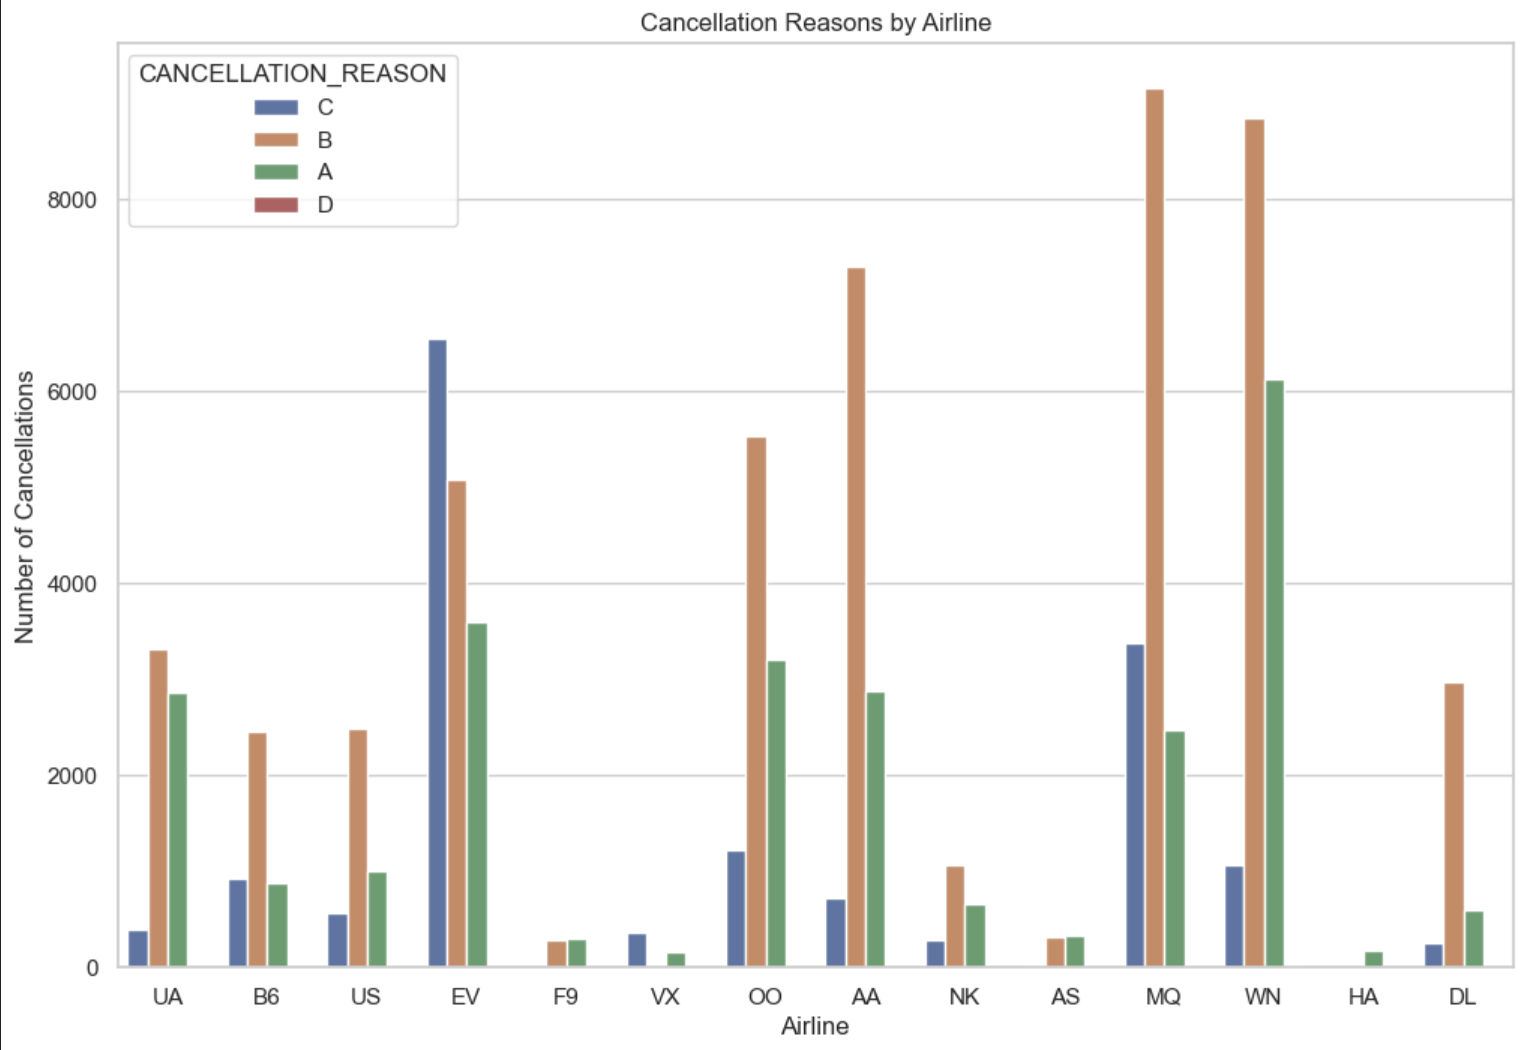 Cancellation Reasons by Airline
CANCELLATION_REASON
C
B
A
D
Number of Cancellations
8000
6000
4000
2000
0
UA B6 US EV F9 VX OO AA NK AS MQ WN HA DL
Airline